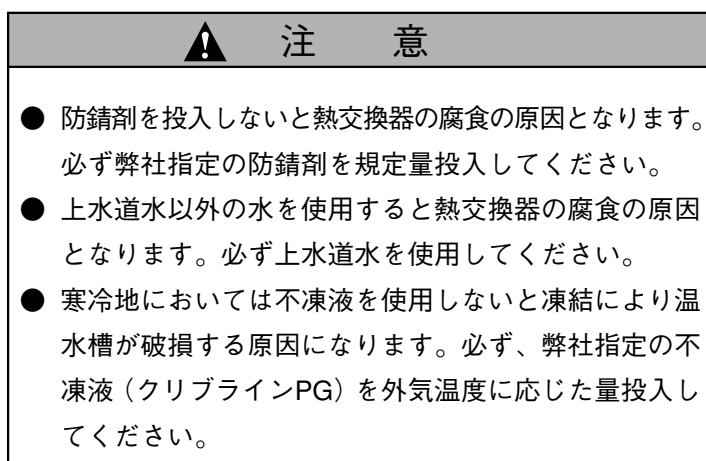 注 意
● 防錆剤を投入しないと熱交換器の腐食の原因となります。
必ず弊社指定の防錆剤を規定量投入してください。
● 上水道水以外の水を使用すると熱交換器の腐食の原因
となります。必ず上水道水を使用してください。
● 寒冷地においては不凍液を使用しないと凍結により温
水槽が破損する原因になります。必ず、弊社指定の不
凍液（クリブラインPG）を外気温度に応じた量投入し
てください。